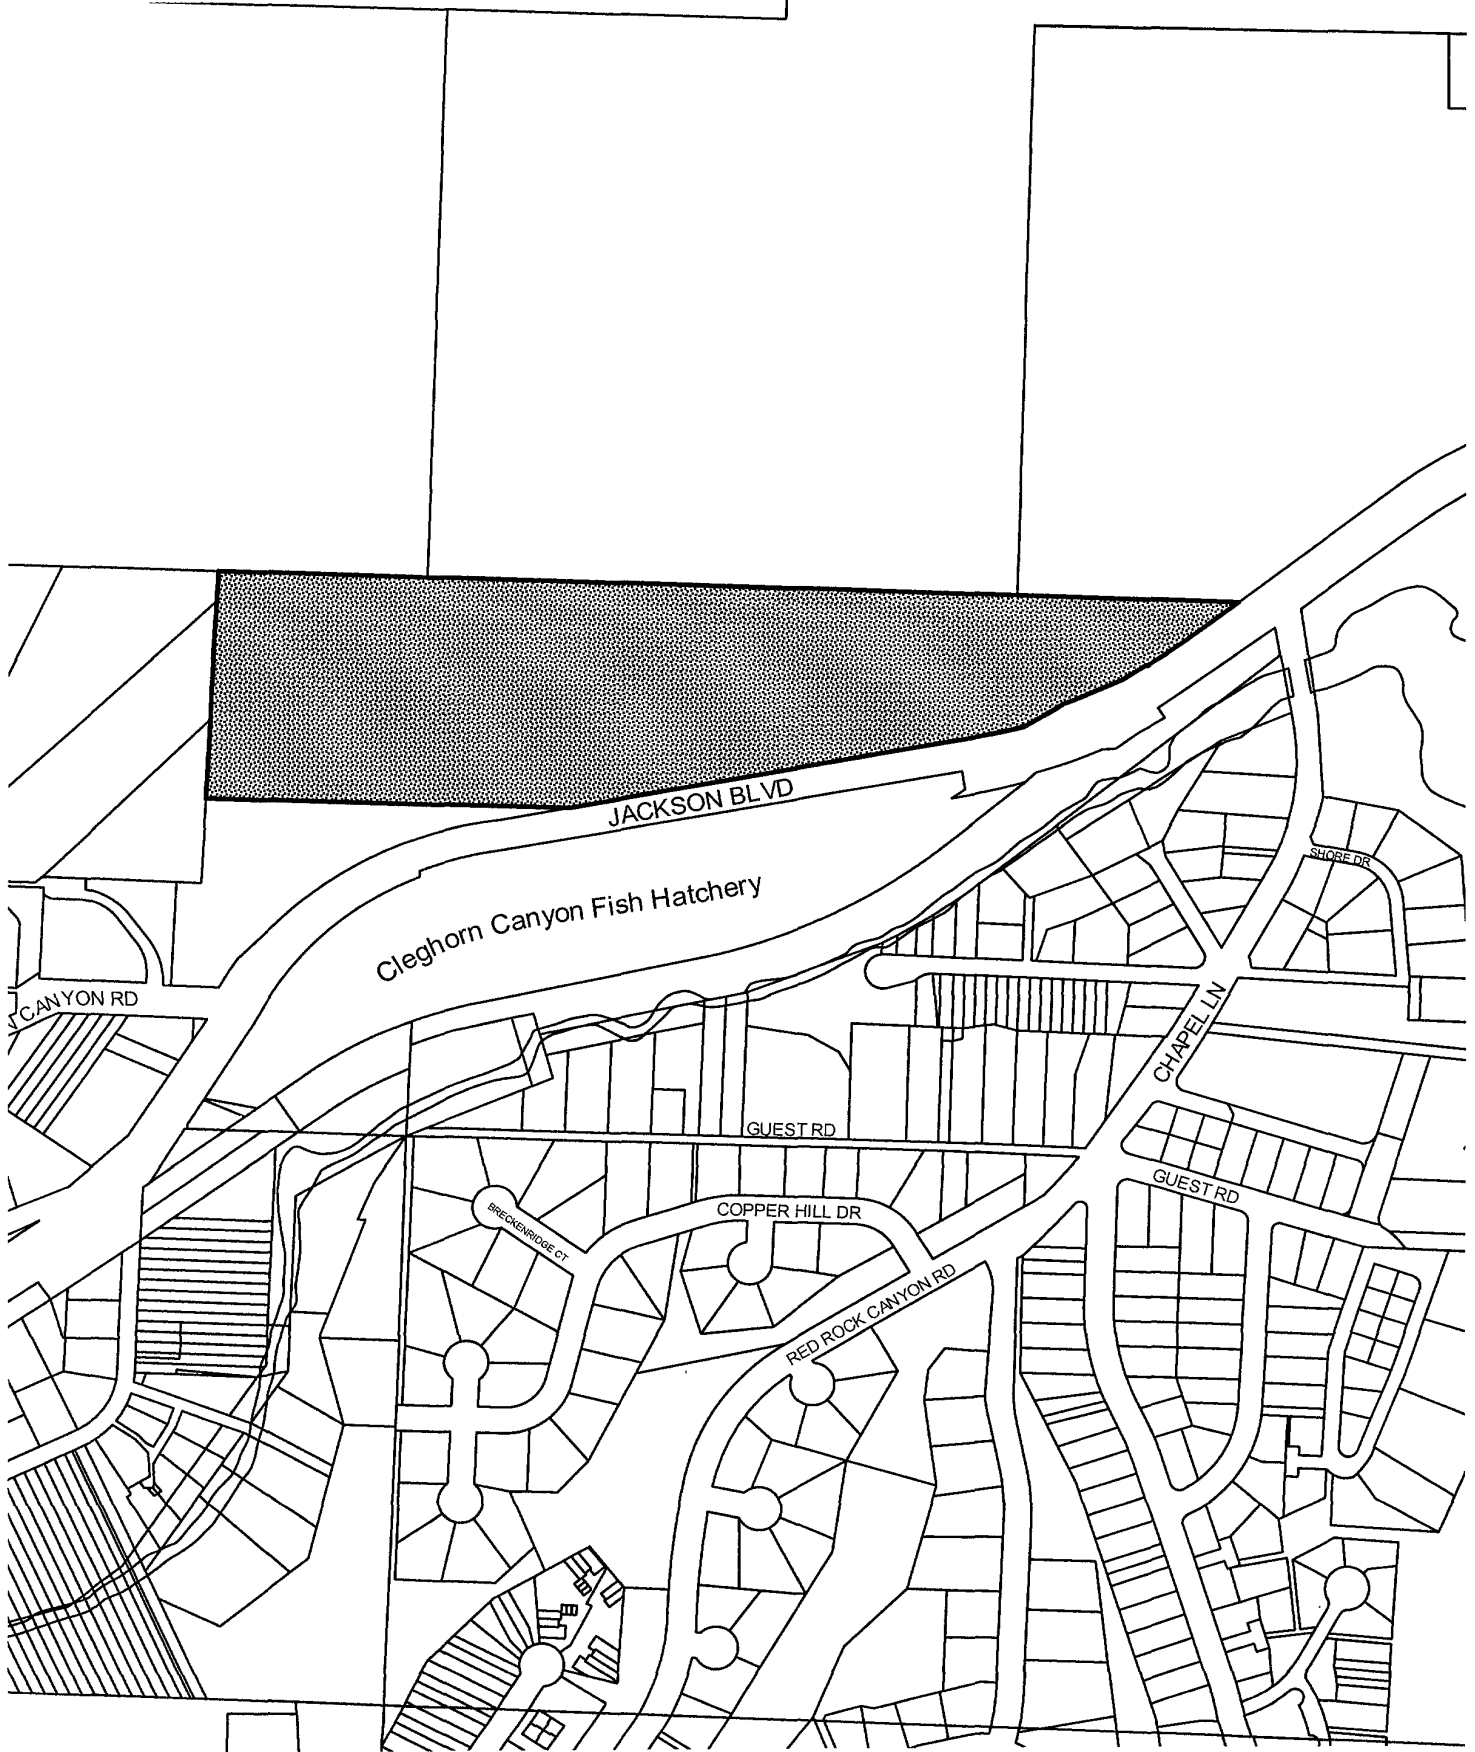 JACKSON BLVD
SHORE DR
Cleghorn Canyon Fish Hatchery
CANYON RD
CHAPEL LN
GUEST RD
GUEST RD
COPPER HILL DR
BRECKENRIDGE CT
RED ROCK CANYON RD